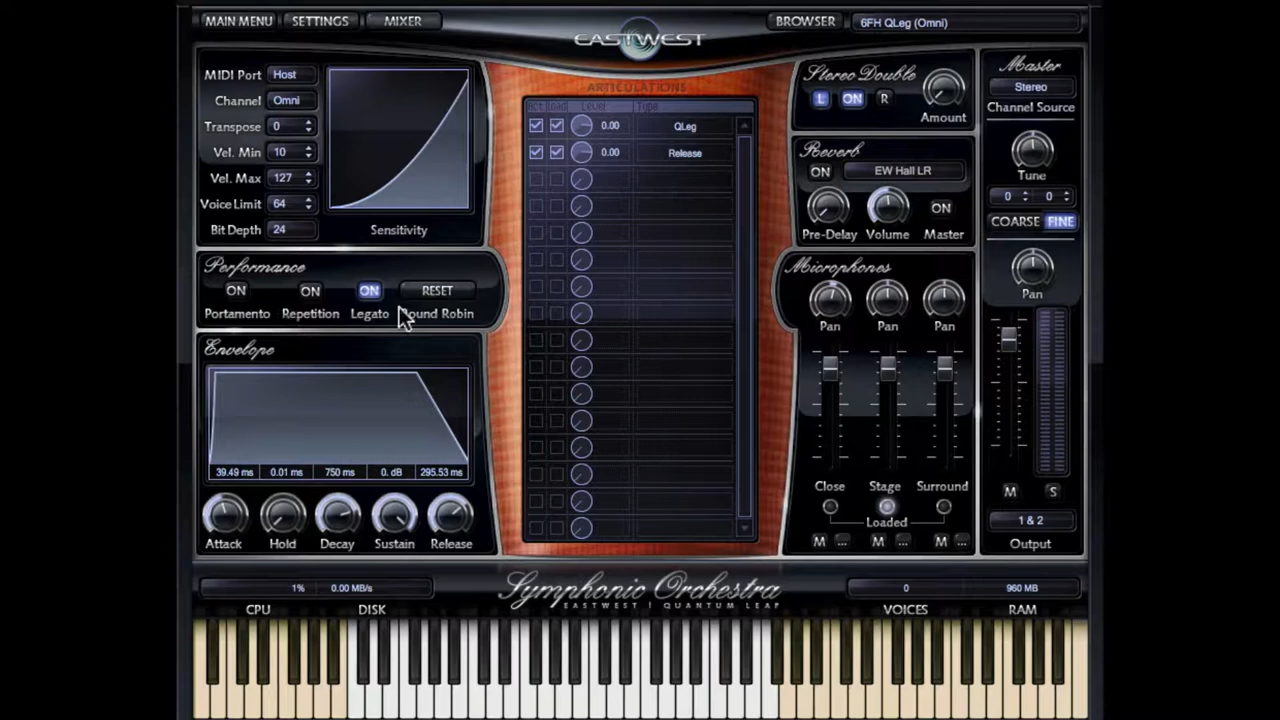 MAIN MENU SETTINGS MIXER
EASTWEST
BROWSER 6FH QLeg (Omni)
MIDI Port Host
Channel Omni
Transpose 0
Vel. Min 10
Vel. Max 127
Voice Limit 64
Bit Depth 24
Sensitivity
Performance
ON ON ON RESET
Portamento Repetition Legato Round Robin
Envelope
39.49 ms 0.01 ms 750 ms 0. dB 295.53 ms
Attack Hold Decay Sustain Release
ARTICULATIONS
Act Load Level Type
0.00 QLeg
0.00 Release
Stereo Double
L ON R
Amount
Reverb
ON EW Hall LR
ON
Pre-Delay Volume Master
Microphones
Pan Pan Pan
Close Stage Surround
Loaded
M ... M ... M ...
Master
Stereo
Channel Source
Tune
0 0
COARSE FINE
Pan
M S
1 & 2
Output
1% 0.00 MB/s
CPU DISK
Symphonic Orchestra
EASTWEST | QUANTUM LEAP
0 960 MB
VOICES RAM